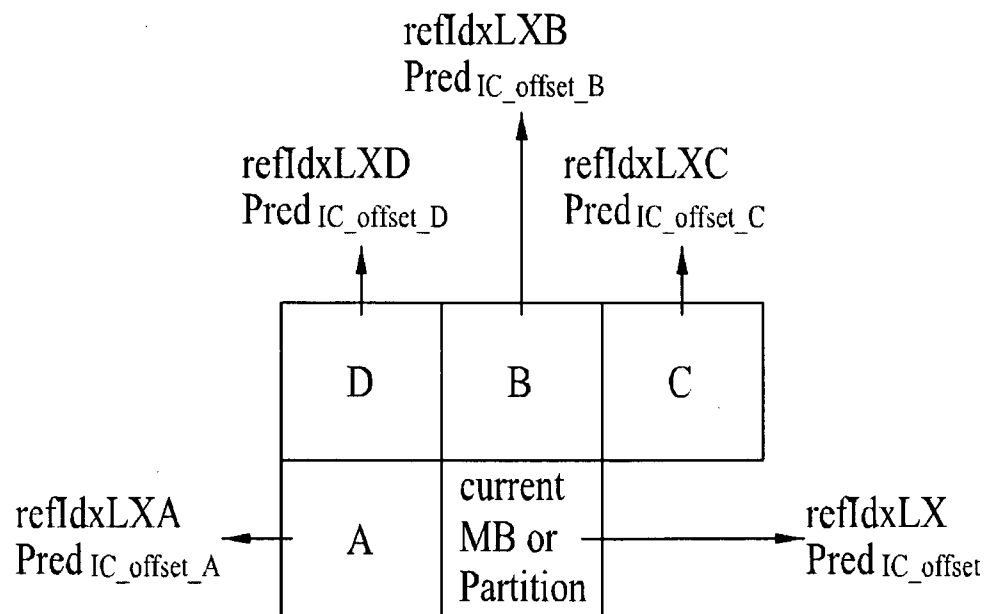 refIdxLXB
Pred IC_offset_B
refIdxLXD
Pred IC_offset_D
refIdxLXC
Pred IC_offset_C
D
B
C
refIdxLXA
Pred IC_offset_A
A
current
MB or
Partition
refIdxLX
Pred IC_offset